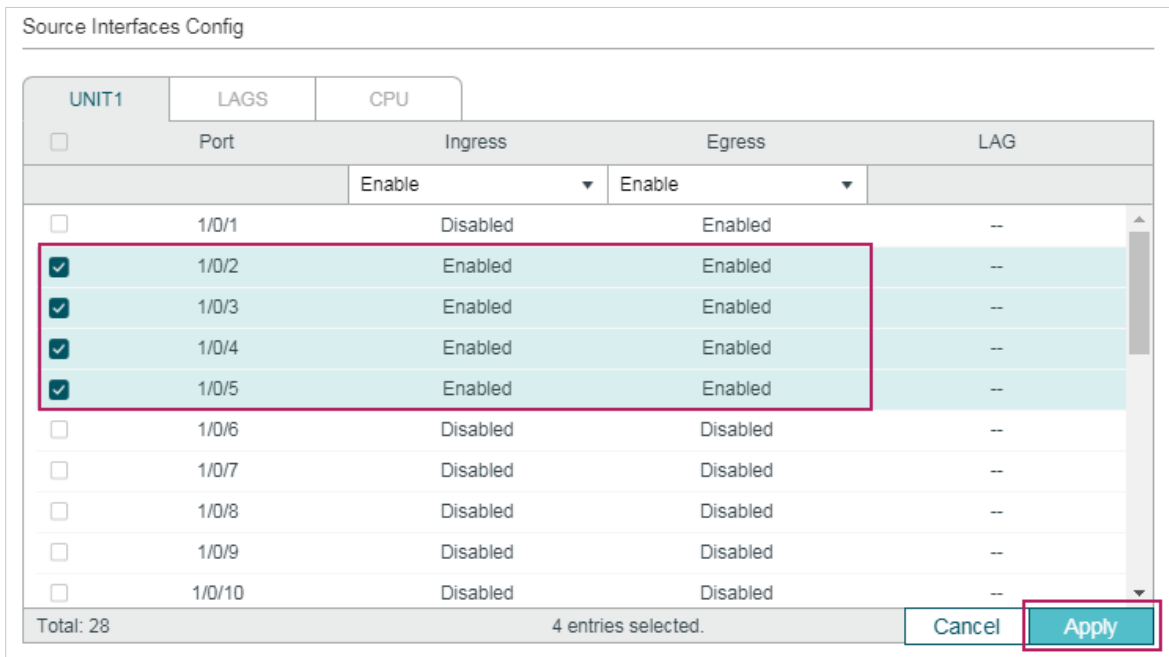 Source Interfaces Config
UNIT1 LAGS CPU
Port Ingress Egress LAG
Enable Enable
1/0/1 Disabled Enabled --
1/0/2 Enabled Enabled --
1/0/3 Enabled Enabled --
1/0/4 Enabled Enabled --
1/0/5 Enabled Enabled --
1/0/6 Disabled Disabled --
1/0/7 Disabled Disabled --
1/0/8 Disabled Disabled --
1/0/9 Disabled Disabled --
1/0/10 Disabled Disabled --
Total: 28 4 entries selected. Cancel Apply